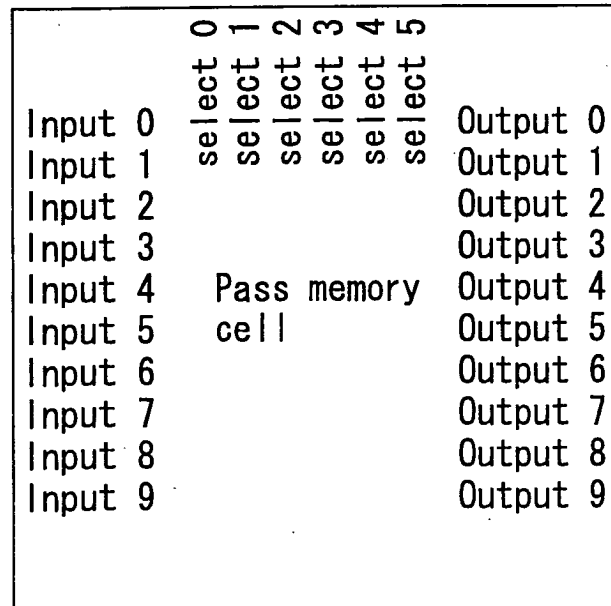 select 0
select 1
select 2
select 3
select 4
select 5
Input 0
Input 1
Input 2
Input 3
Input 4
Input 5
Input 6
Input 7
Input 8
Input 9
Pass memory
cell
Output 0
Output 1
Output 2
Output 3
Output 4
Output 5
Output 6
Output 7
Output 8
Output 9